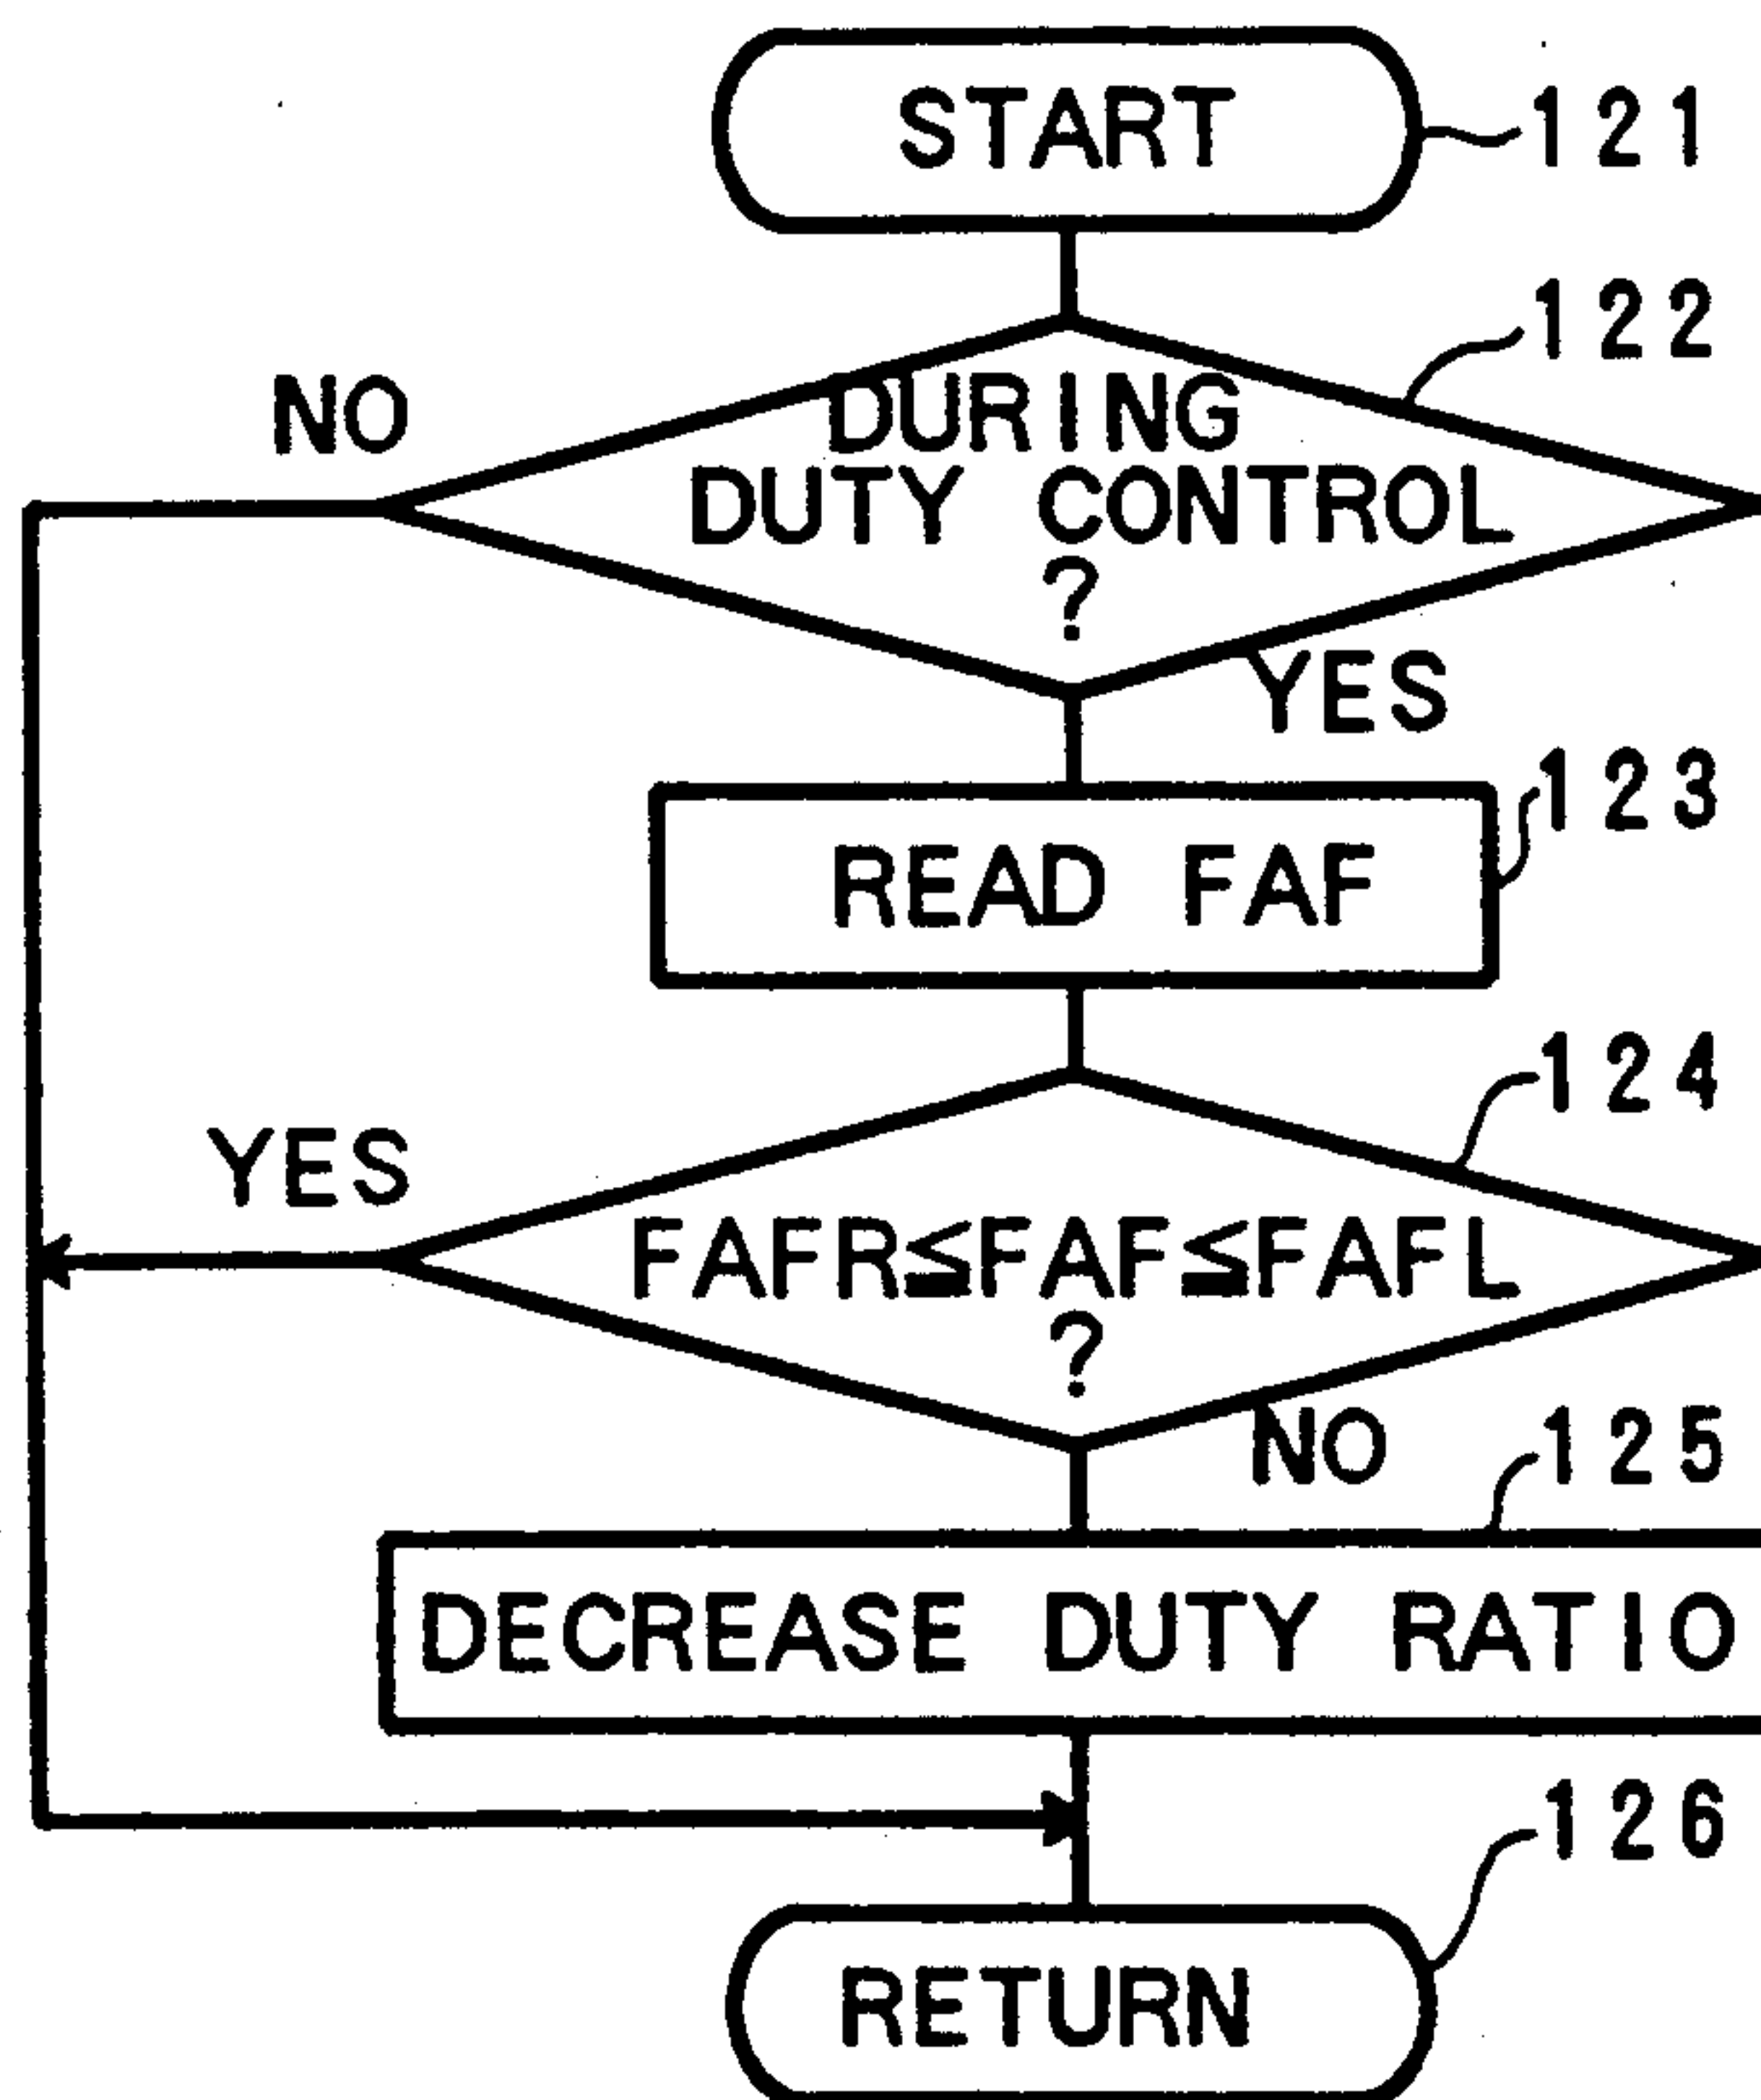 START
121
122
NO
DURING
DUTY CONTROL
?
YES
123
READ FAF
124
YES
FAFR≦FAF≦FAFL
?
NO
125
DECREASE DUTY RATIO
126
RETURN